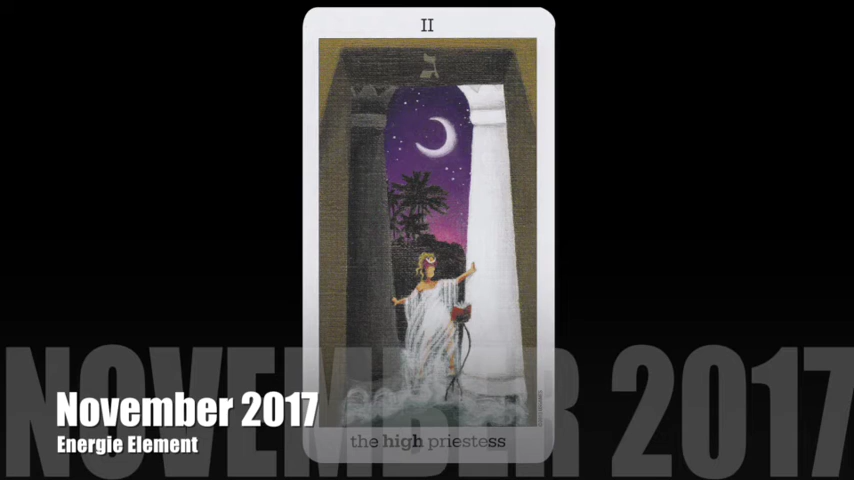 II
ג
the high priestess
NOVEMBER 2017
November 2017
Energie Element